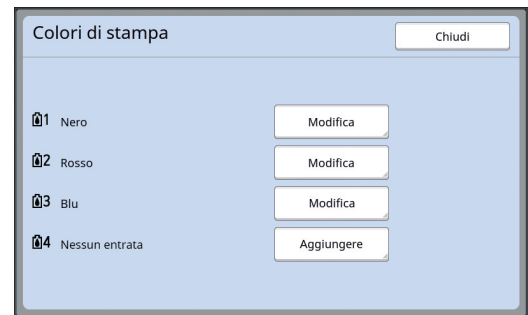 Colori di stampa
Chiudi
1 Nero Modifica
2 Rosso Modifica
3 Blu Modifica
4 Nessun entrata Aggiungere